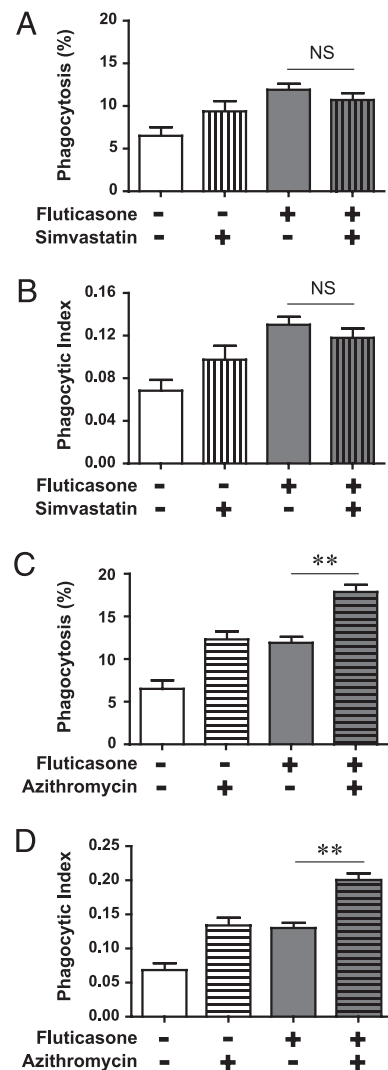 A
Phagocytosis (%)
20
15
10
5
0
NS
Fluticasone - - + +
Simvastatin - + - +
B
Phagocytic Index
0.16
0.12
0.08
0.04
0.00
NS
Fluticasone - - + +
Simvastatin - + - +
C
Phagocytosis (%)
20
15
10
5
0
**
Fluticasone - - + +
Azithromycin - + - +
D
Phagocytic Index
0.20
0.15
0.10
0.05
0.00
**
Fluticasone - - + +
Azithromycin - + - +